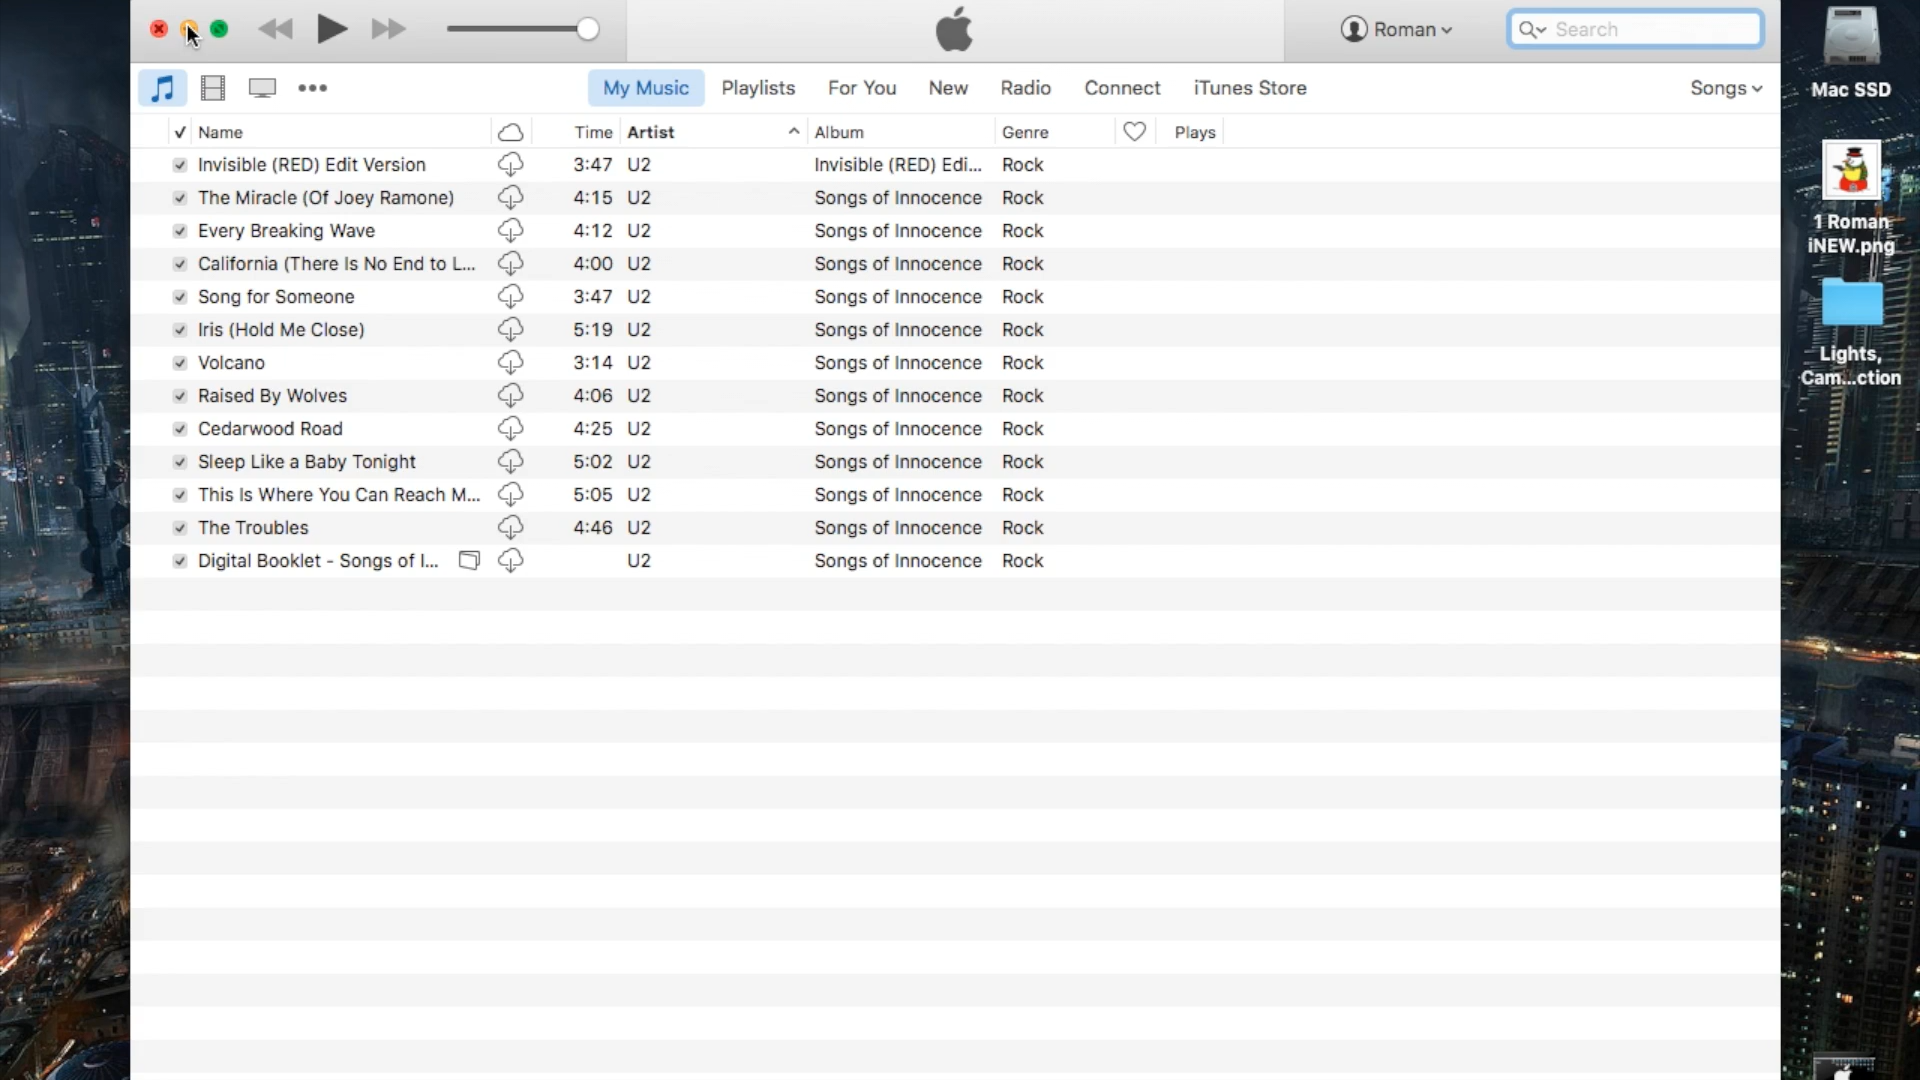 Roman Search
My Music Playlists For You New Radio Connect iTunes Store Songs
Mac SSD
✓ Name Time Artist Album Genre Plays
Invisible (RED) Edit Version 3:47 U2 Invisible (RED) Edi... Rock
The Miracle (Of Joey Ramone) 4:15 U2 Songs of Innocence Rock
Every Breaking Wave 4:12 U2 Songs of Innocence Rock
California (There Is No End to L... 4:00 U2 Songs of Innocence Rock
Song for Someone 3:47 U2 Songs of Innocence Rock
Iris (Hold Me Close) 5:19 U2 Songs of Innocence Rock
Volcano 3:14 U2 Songs of Innocence Rock
Raised By Wolves 4:06 U2 Songs of Innocence Rock
Cedarwood Road 4:25 U2 Songs of Innocence Rock
Sleep Like a Baby Tonight 5:02 U2 Songs of Innocence Rock
This Is Where You Can Reach M... 5:05 U2 Songs of Innocence Rock
The Troubles 4:46 U2 Songs of Innocence Rock
Digital Booklet - Songs of I... U2 Songs of Innocence Rock
1 Roman
iNEW.png
Lights,
Cam...ction